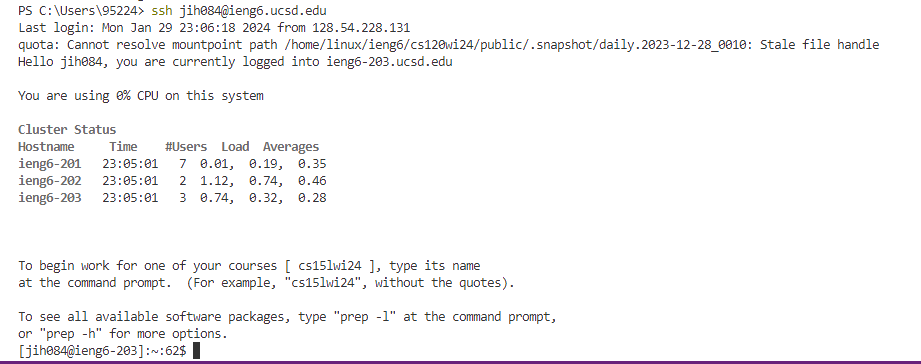 PS C:\Users\95224> ssh jih084@ieng6.ucsd.edu
Last login: Mon Jan 29 23:06:18 2024 from 128.54.228.131
quota: Cannot resolve mountpoint path /home/linux/ieng6/cs120wi24/public/.snapshot/daily.2023-12-28_0010: Stale file handle
Hello jih084, you are currently logged into ieng6-203.ucsd.edu
You are using 0% CPU on this system
Cluster Status
Hostname     Time    #Users  Load  Averages
ieng6-201   23:05:01   7  0.01,  0.19,  0.35
ieng6-202   23:05:01   2  1.12,  0.74,  0.46
ieng6-203   23:05:01   3  0.74,  0.32,  0.28
To begin work for one of your courses [ cs15lwi24 ], type its name
at the command prompt.  (For example, "cs15lwi24", without the quotes).
To see all available software packages, type "prep -l" at the command prompt,
or "prep -h" for more options.
[jih084@ieng6-203]:~:62$